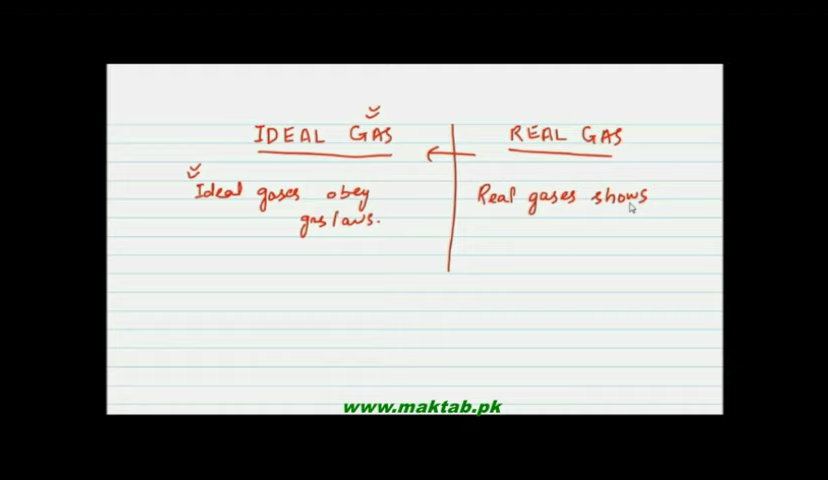 IDEAL GAS
REAL GAS
Ideal gases obey
gas laws.
Real gases shows
www.maktab.pk